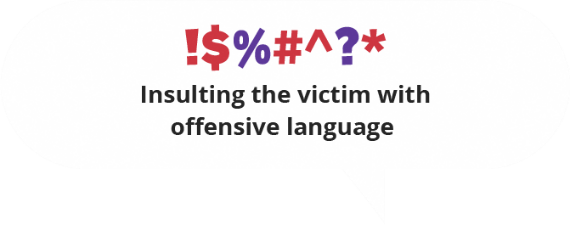 !$%#^?*
Insulting the victim with
offensive language